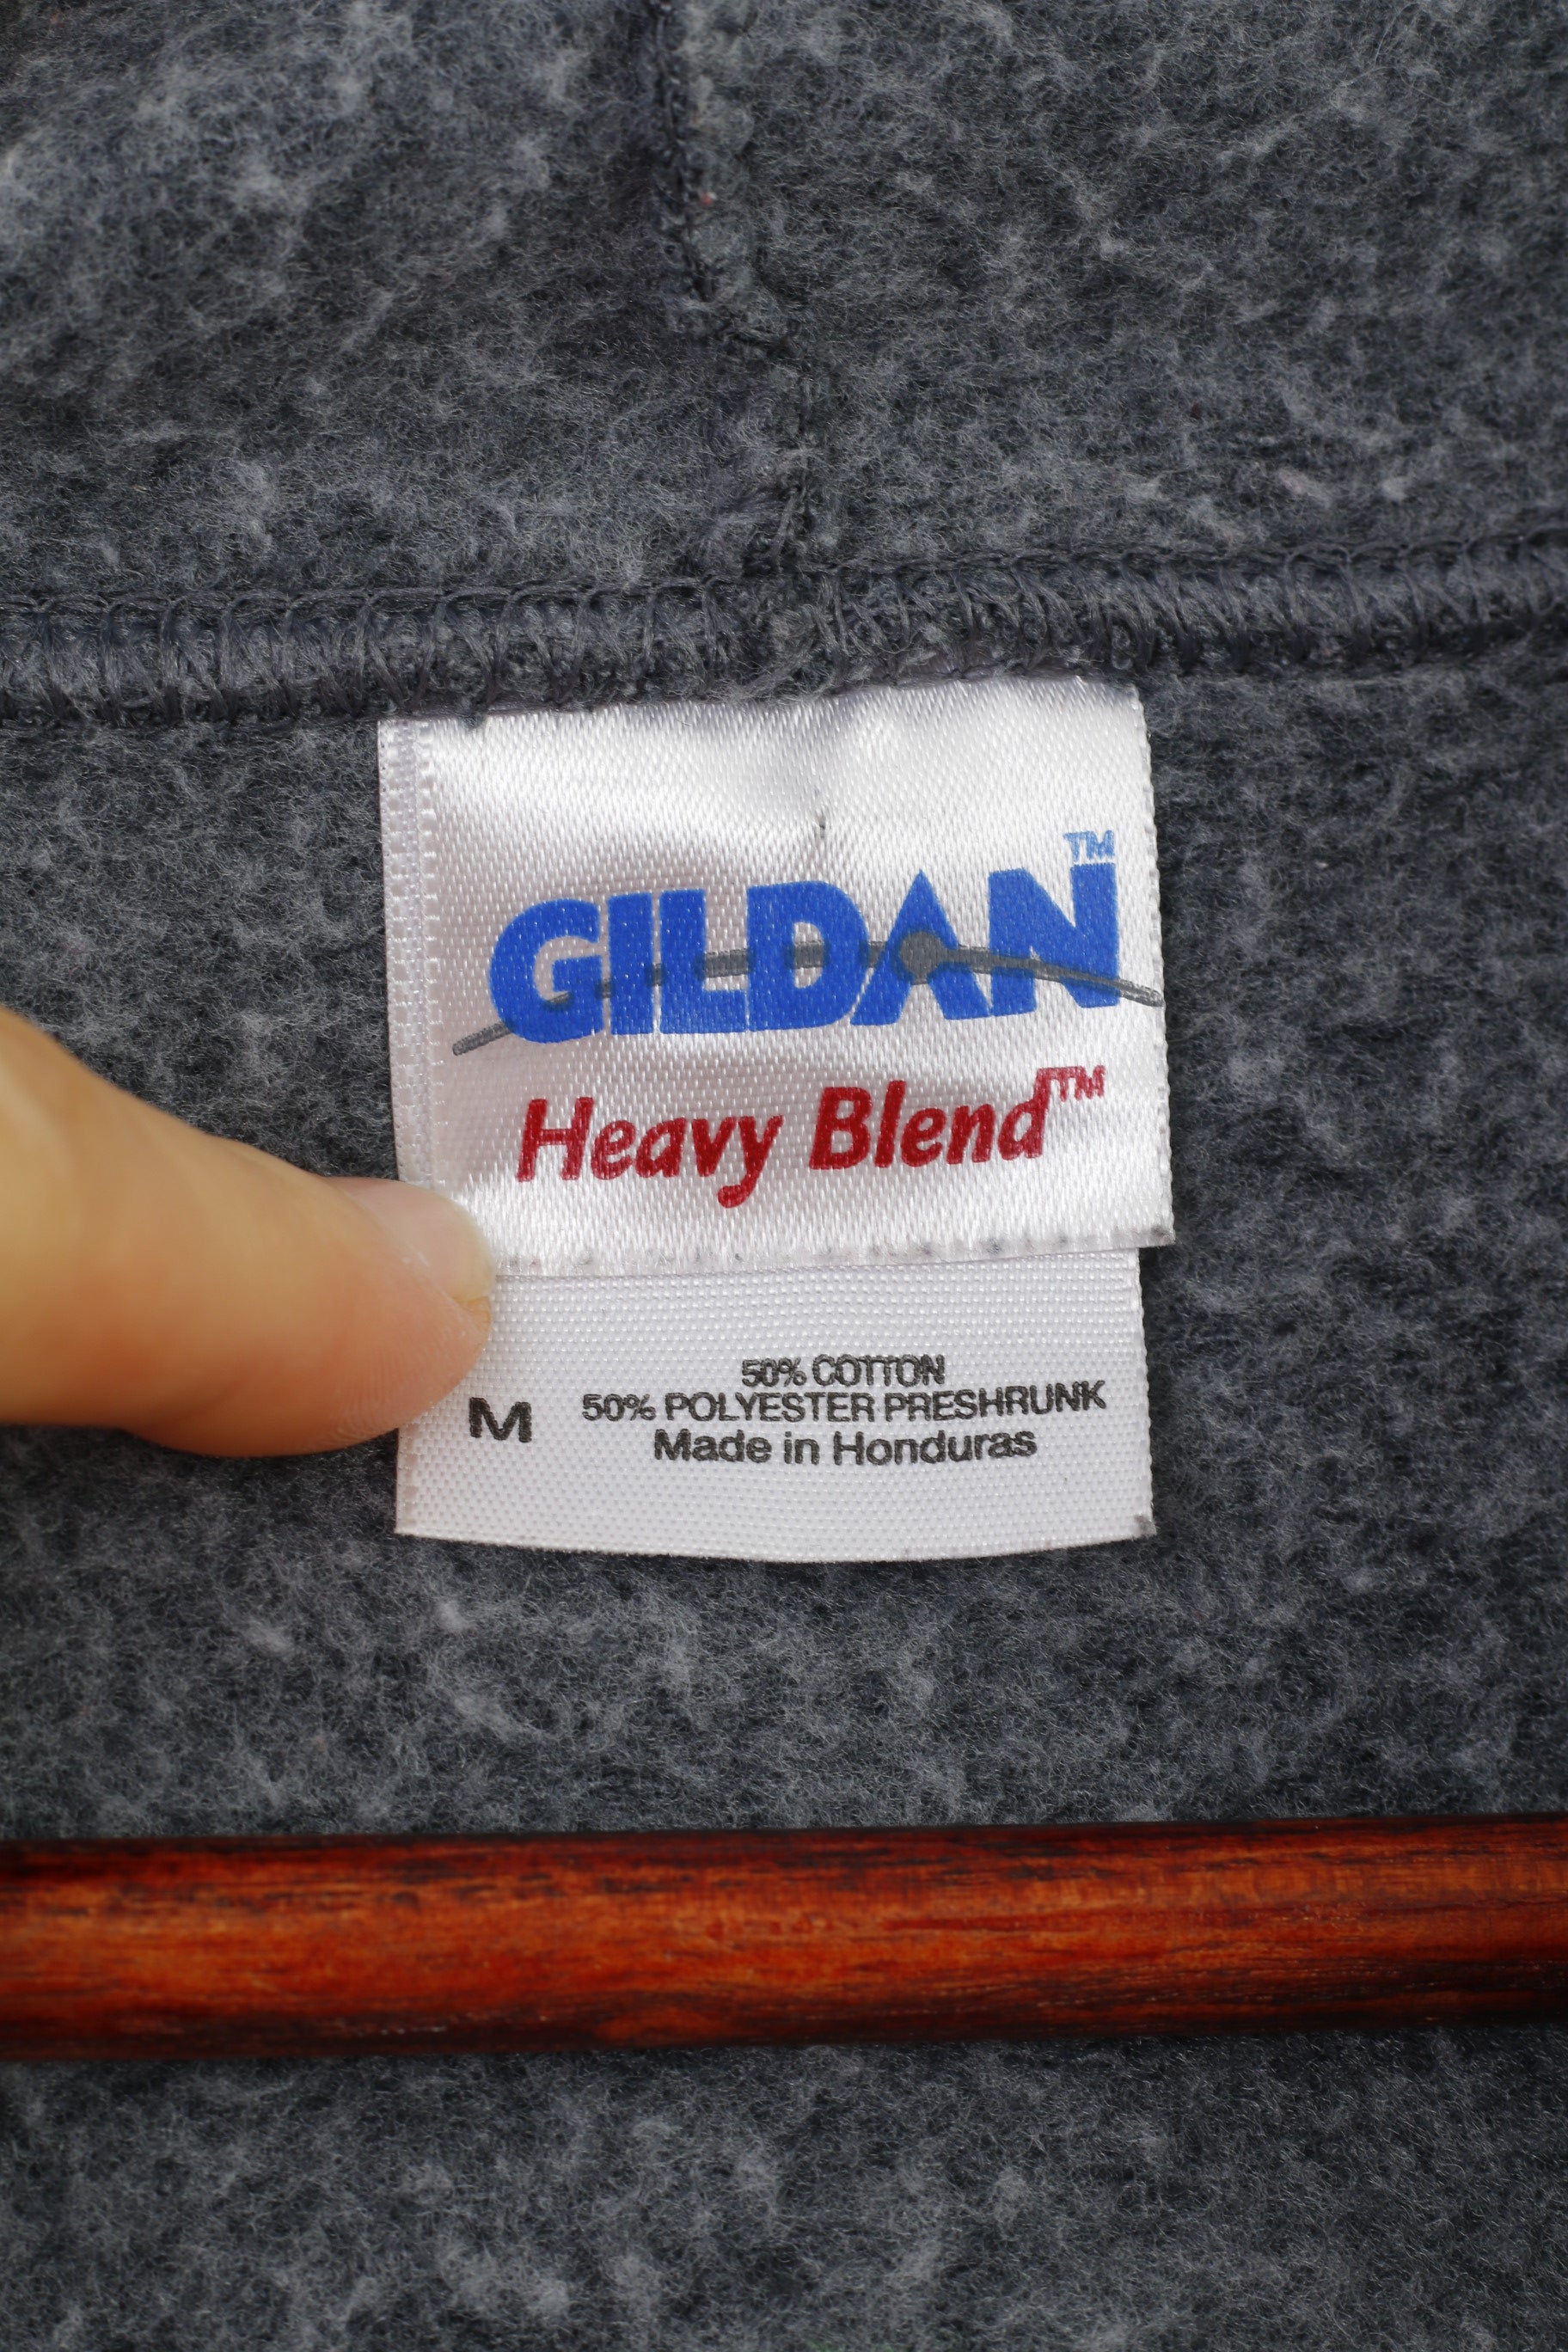 GILDAN™
Heavy Blend™
50% COTTON
50% POLYESTER PRESHRUNK
M
Made in Honduras